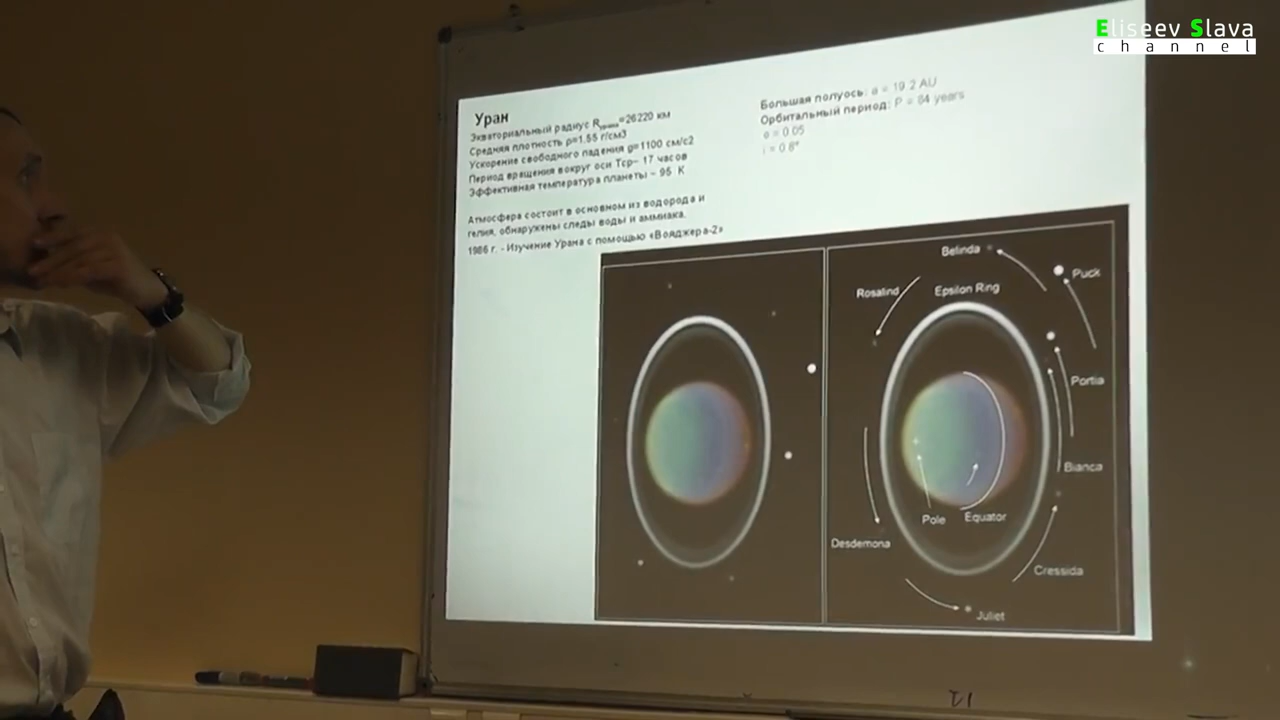 Eliseev Slava
channel
Уран
Экваториальный радиус Rурана=26220 км
Средняя плотность ρ=1.55 г/см3
Ускорение свободного падения g=1100 см/с2
Период вращения вокруг оси Tср~ 17 часов
Эффективная температура планеты ~ 95 K
Атмосфера состоит в основном из водорода и
гелия, обнаружены следы воды и аммиака.
1986 г. - Изучение Урана с помощью «Вояджера-2»
Большая полуось: a = 19.2 AU
Орбитальный период: P = 84 years
e = 0.05
i = 0.8°
Belinda
Puck
Rosalind
Epsilon Ring
Portia
Bianca
Pole
Equator
Desdemona
Cressida
Juliet